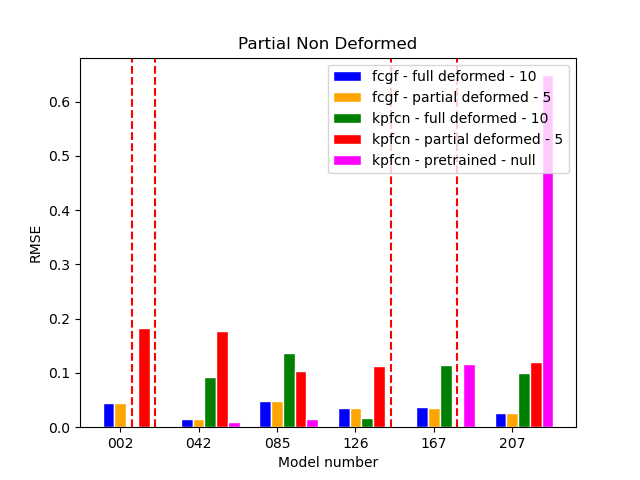 Partial Non Deformed
fcgf - full deformed - 10
fcgf - partial deformed - 5
kpfcn - full deformed - 10
kpfcn - partial deformed - 5
kpfcn - pretrained - null
RMSE
0.6
0.5
0.4
0.3
0.2
0.1
0.0
002 042 085 126 167 207
Model number